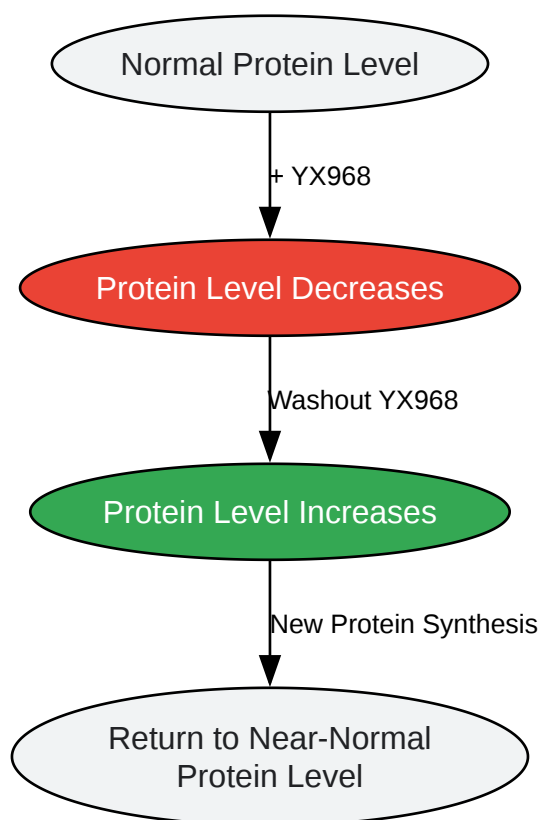 Normal Protein Level
+ YX968
Protein Level Decreases
Washout YX968
Protein Level Increases
New Protein Synthesis
Return to Near-Normal
Protein Level